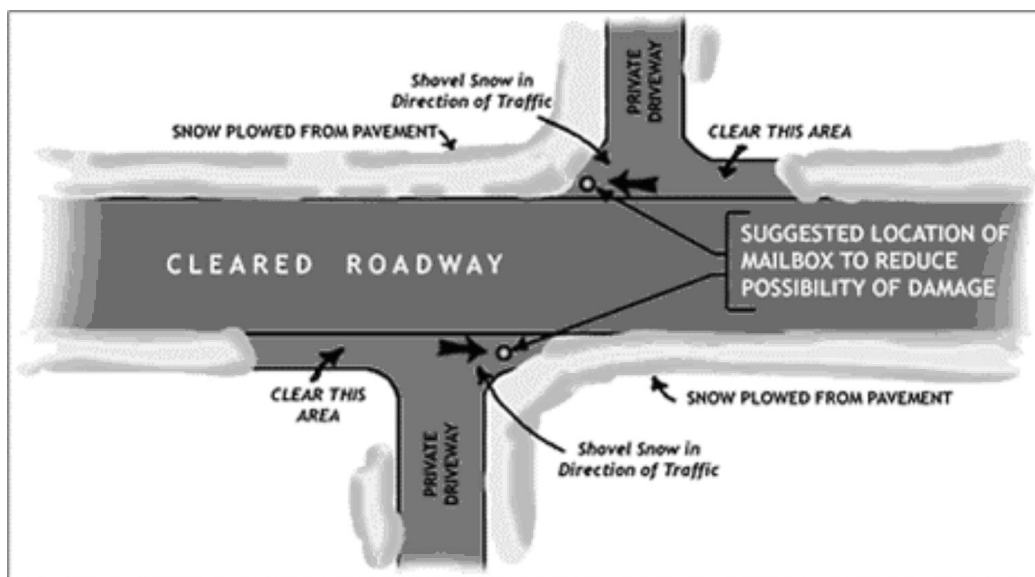 PRIVATE
DRIVEWAY
Shovel Snow in
Direction of Traffic
SNOW PLOWED FROM PAVEMENT
CLEAR THIS AREA
CLEARED ROADWAY
SUGGESTED LOCATION OF
MAILBOX TO REDUCE
POSSIBILITY OF DAMAGE
CLEAR THIS
AREA
SNOW PLOWED FROM PAVEMENT
PRIVATE
DRIVEWAY
Shovel Snow in
Direction of Traffic